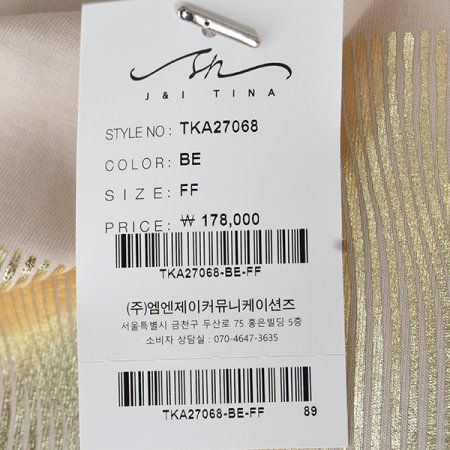 J & I TINA
STYLE NO : TKA27068
COLOR: BE
SIZE: FF
PRICE: ₩ 178,000
TKA27068-BE-FF
(주)엠엔제이커뮤니케이션즈
서울특별시 금천구 두산로 75 홍은빌딩 5층
소비자 상담실 : 070-4647-3635
TKA27068-BE-FF 89